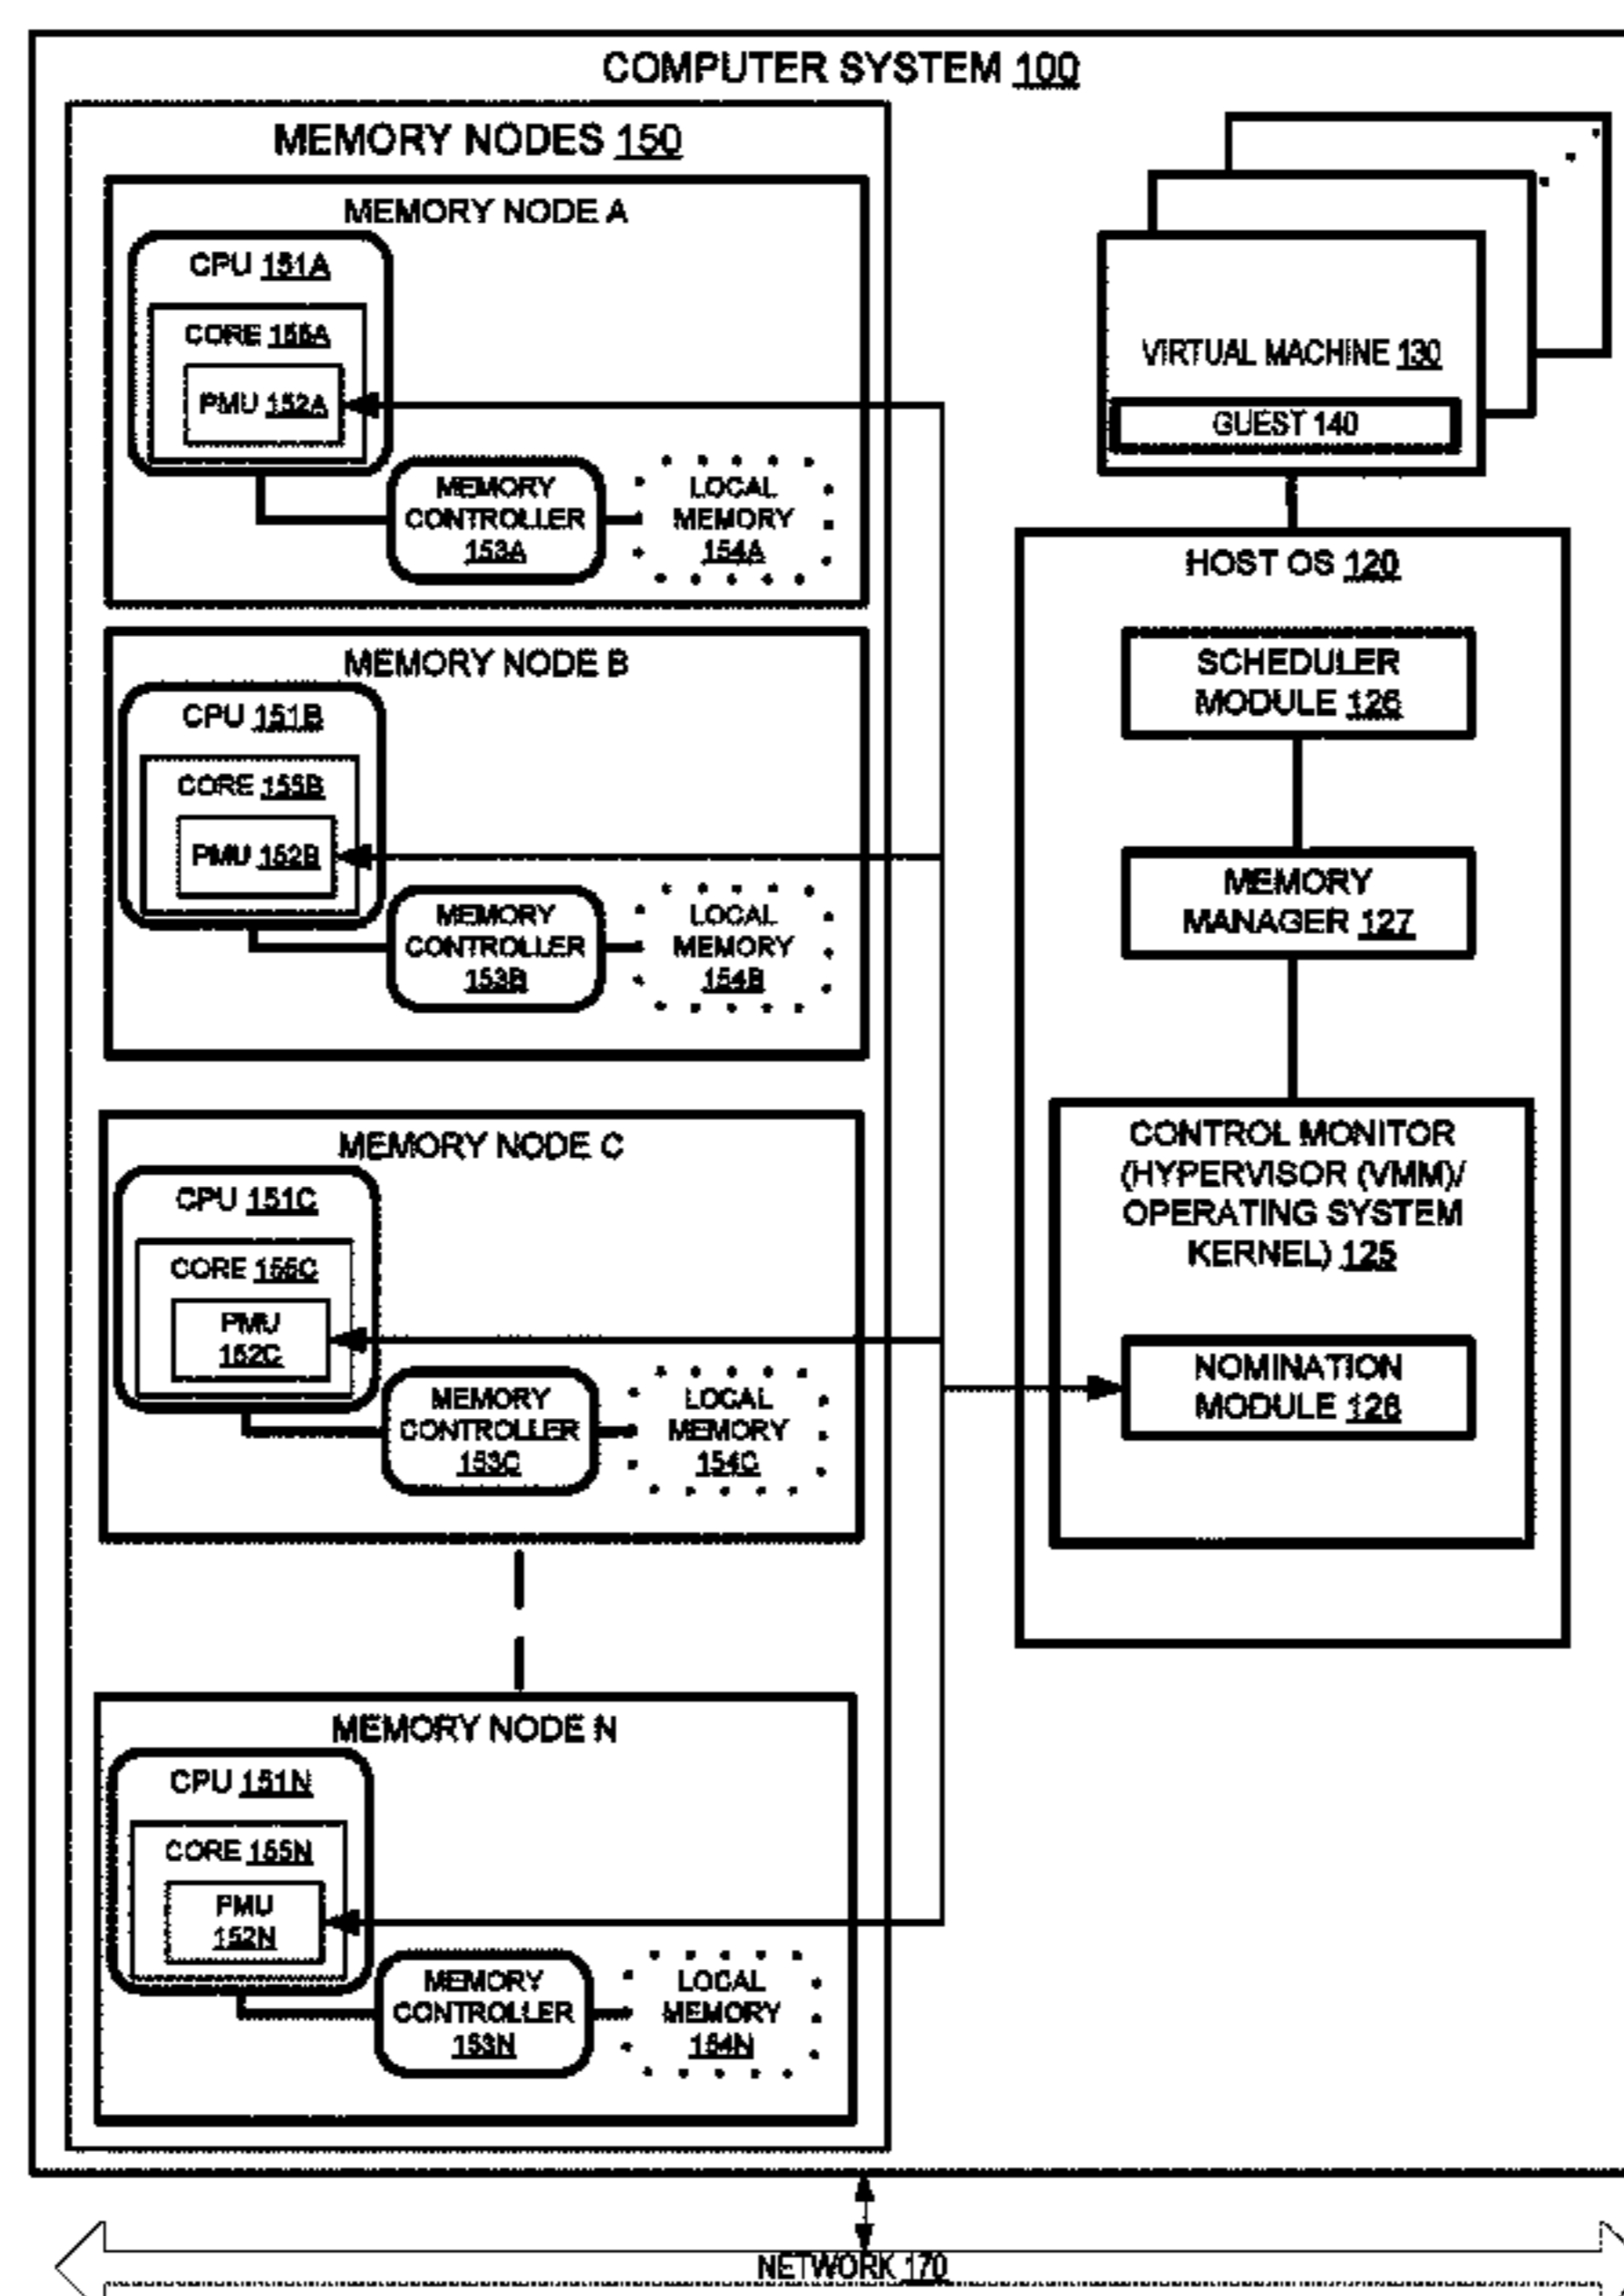 COMPUTER SYSTEM 100
MEMORY NODES 150
MEMORY NODE A
CPU 151A
CORE 155A
PMU 152A
MEMORY
CONTROLLER
153A
LOCAL
MEMORY
154A
MEMORY NODE B
CPU 151B
CORE 155B
PMU 152B
MEMORY
CONTROLLER
153B
LOCAL
MEMORY
154B
MEMORY NODE C
CPU 151C
CORE 155C
PMU
152C
MEMORY
CONTROLLER
153C
LOCAL
MEMORY
154C
MEMORY NODE N
CPU 151N
CORE 155N
PMU
152N
MEMORY
CONTROLLER
153N
LOCAL
MEMORY
154N
VIRTUAL MACHINE 130
GUEST 140
HOST OS 120
SCHEDULER
MODULE 126
MEMORY
MANAGER 127
CONTROL MONITOR
(HYPERVISOR (VMM)/
OPERATING SYSTEM
KERNEL) 125
NOMINATION
MODULE 128
NETWORK 170